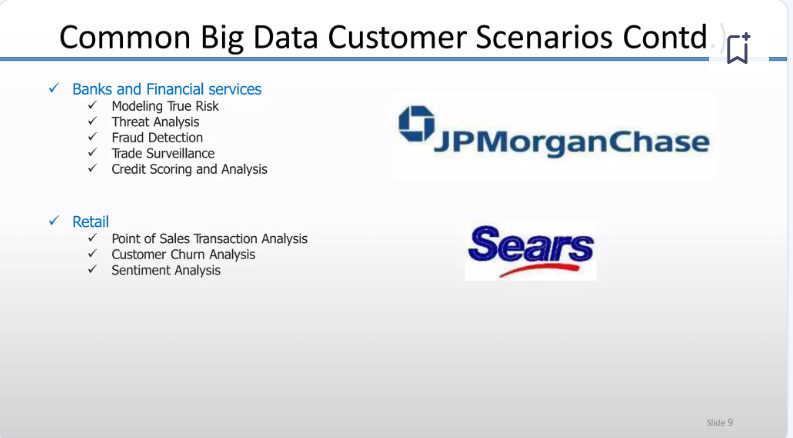 Common Big Data Customer Scenarios Contd.)
Banks and Financial services
Modeling True Risk
Threat Analysis
Fraud Detection
Trade Surveillance
Credit Scoring and Analysis
JPMorganChase
Retail
Point of Sales Transaction Analysis
Customer Churn Analysis
Sentiment Analysis
Sears
Slide 9